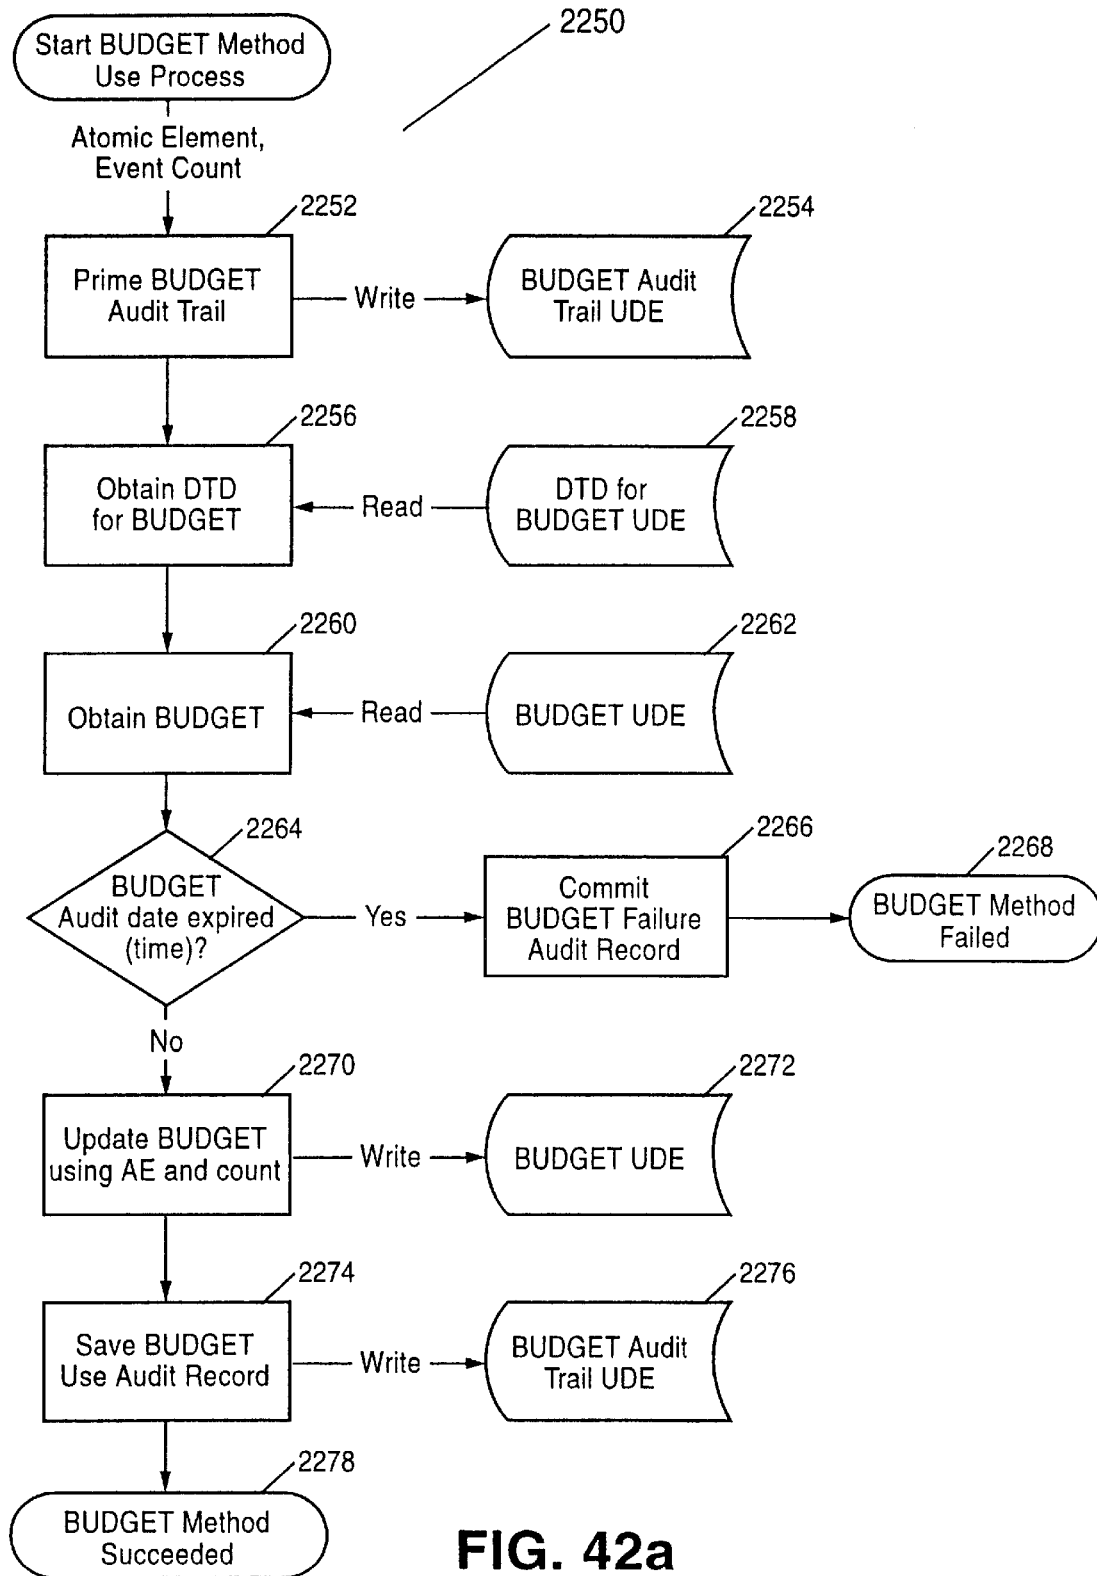 2250
Start BUDGET Method
Use Process
Atomic Element,
Event Count
2252
Prime BUDGET
Audit Trail
Write
2254
BUDGET Audit
Trail UDE
2256
Obtain DTD
for BUDGET
Read
2258
DTD for
BUDGET UDE
2260
Obtain BUDGET
Read
2262
BUDGET UDE
2264
BUDGET
Audit date expired
(time)?
Yes
2266
Commit
BUDGET Failure
Audit Record
2268
BUDGET Method
Failed
No
2270
Update BUDGET
using AE and count
Write
2272
BUDGET UDE
2274
Save BUDGET
Use Audit Record
Write
2276
BUDGET Audit
Trail UDE
2278
BUDGET Method
Succeeded
FIG. 42a